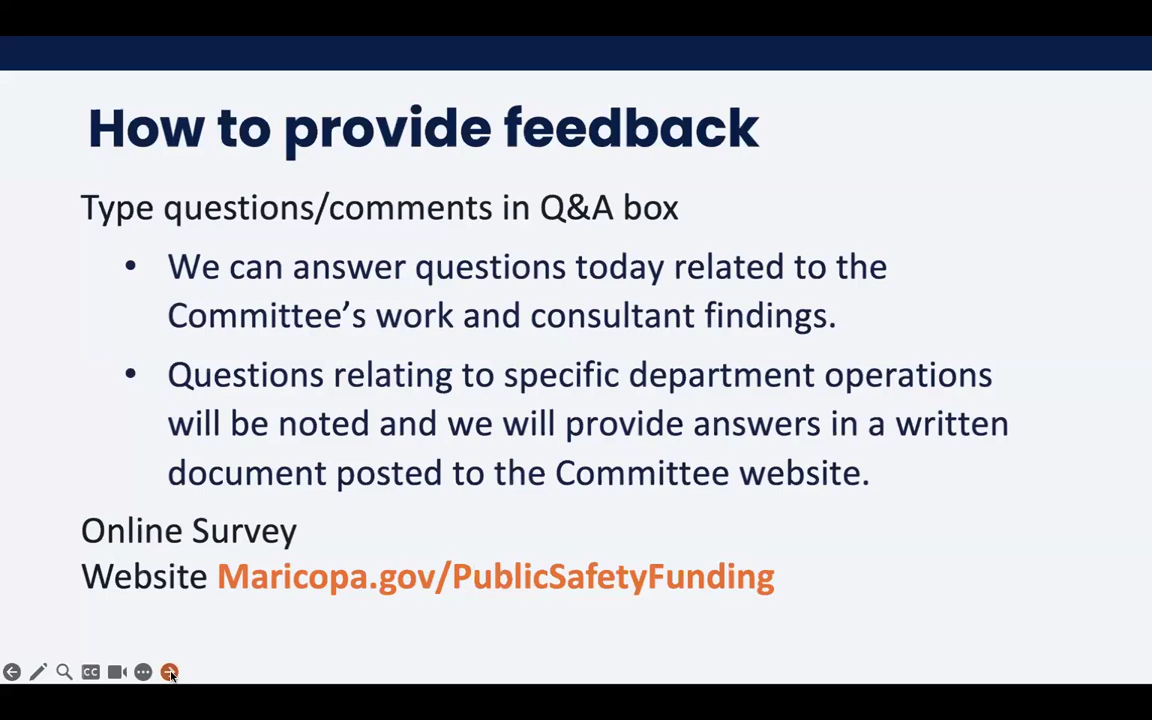 How to provide feedback
Type questions/comments in Q&A box
• We can answer questions today related to the
Committee’s work and consultant findings.
• Questions relating to specific department operations
will be noted and we will provide answers in a written
document posted to the Committee website.
Online Survey
Website Maricopa.gov/PublicSafetyFunding
CC